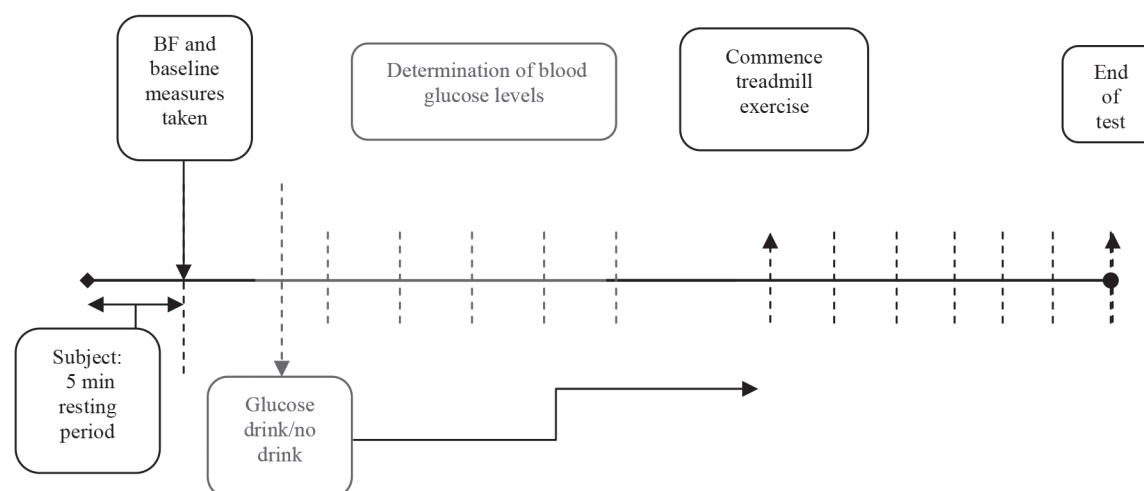 BF and
baseline
measures
taken
Determination of blood
glucose levels
Commence
treadmill
exercise
End
of
test
Subject:
5 min
resting
period
Glucose
drink/no
drink